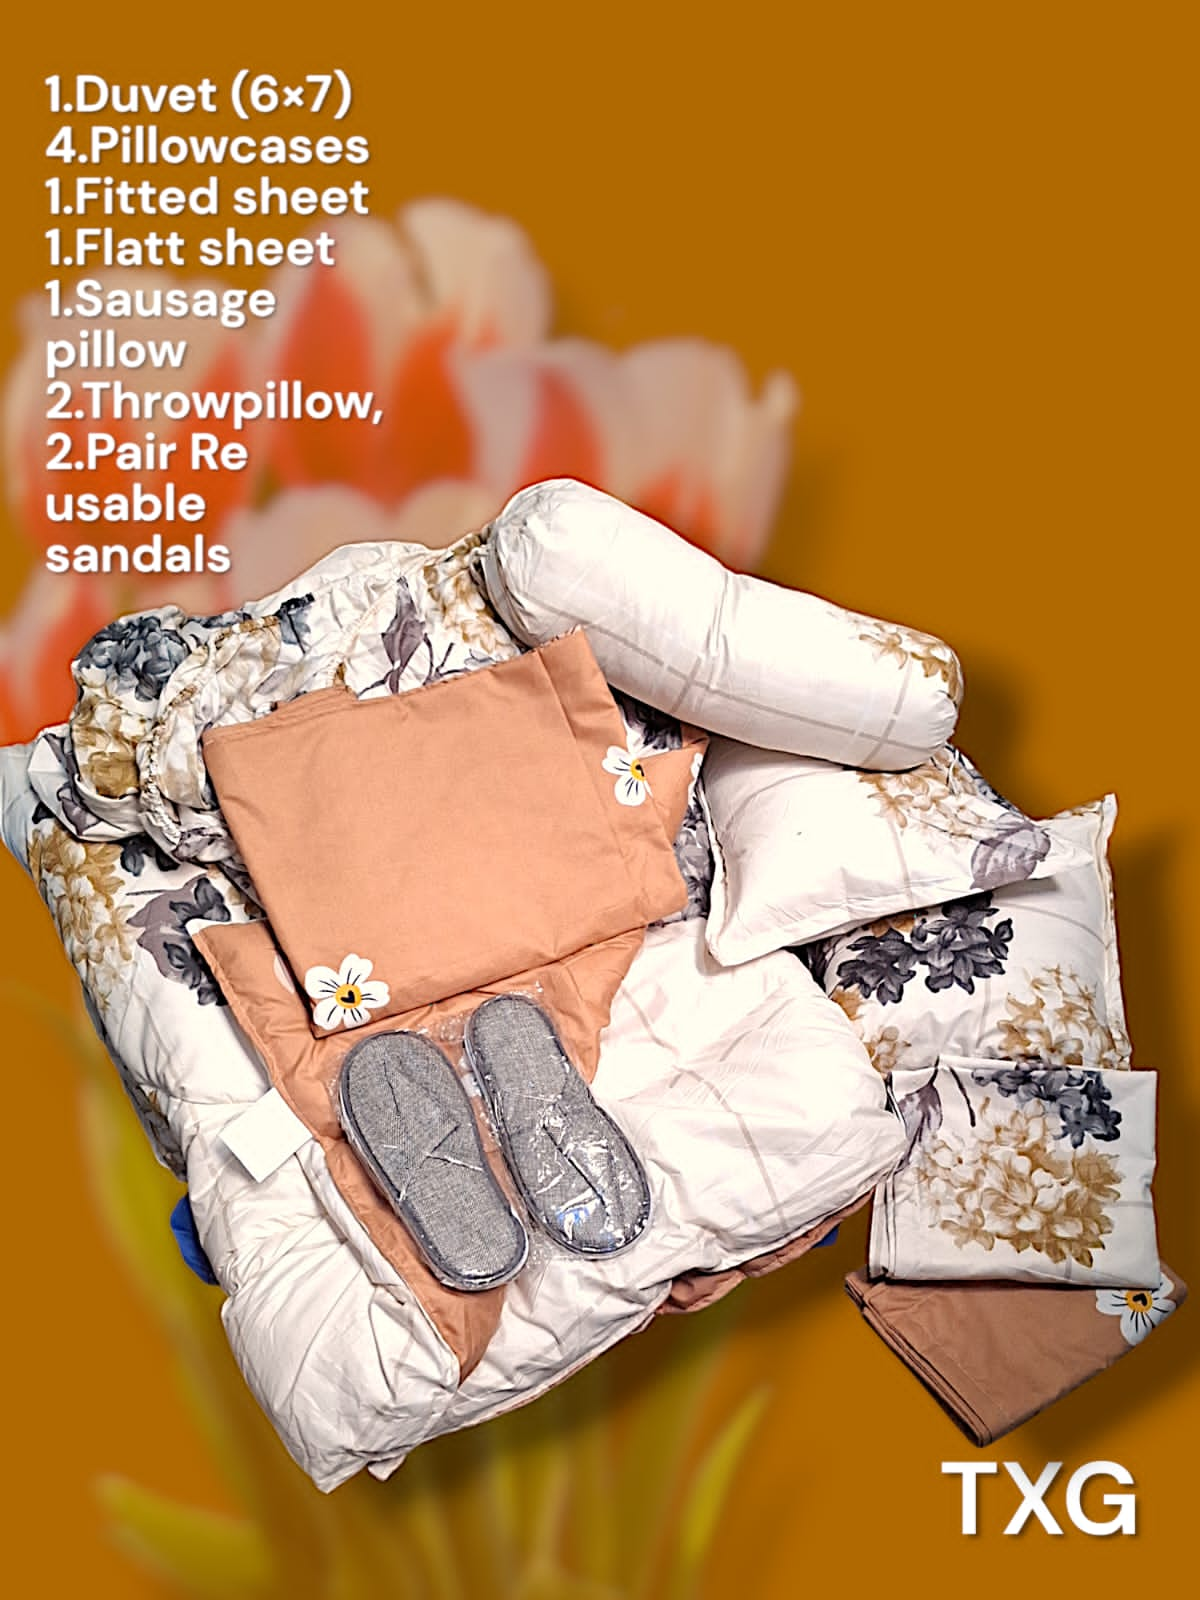 1.Duvet (6×7)
4.Pillowcases
1.Fitted sheet
1.Flatt sheet
1.Sausage
pillow
2.Throwpillow,
2.Pair Re
usable
sandals
TXG